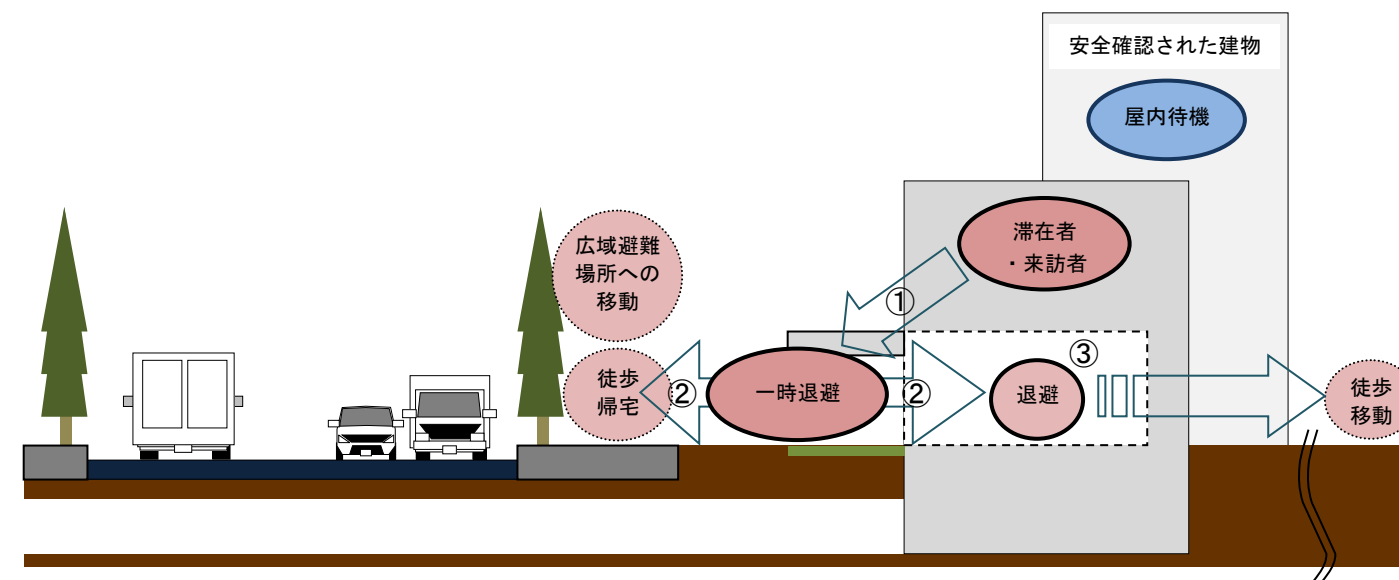 安全確認された建物
屋内待機
滞在者
・来訪者
広域避難
場所への
移動
①
③
徒歩
帰宅
②
一時退避
②
退避
徒歩
移動